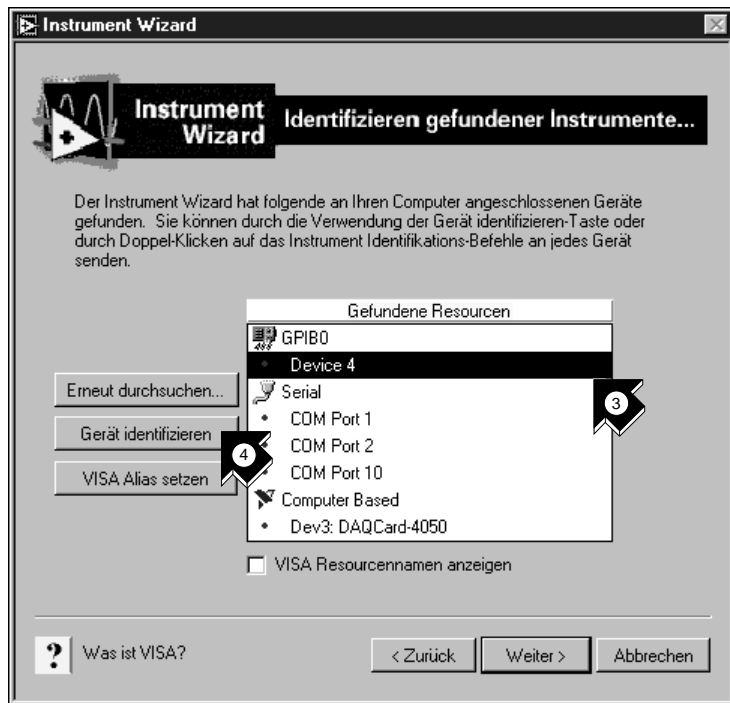 Instrument Wizard
Instrument
Wizard
Identifizieren gefundener Instrumente...
Der Instrument Wizard hat folgende an Ihren Computer angeschlossenen Geräte
gefunden. Sie können durch die Verwendung der Gerät identifizieren-Taste oder
durch Doppel-Klicken auf das Instrument Identifikations-Befehle an jedes Gerät
senden.
Gefundene Resourcen
GPIB0
Device 4
Erneut durchsuchen...
Serial
3
COM Port 1
Gerät identifizieren
4
COM Port 2
VISA Alias setzen
COM Port 10
Computer Based
Dev3: DAQCard-4050
VISA Resourcennamen anzeigen
? Was ist VISA?
< Zurück
Weiter >
Abbrechen